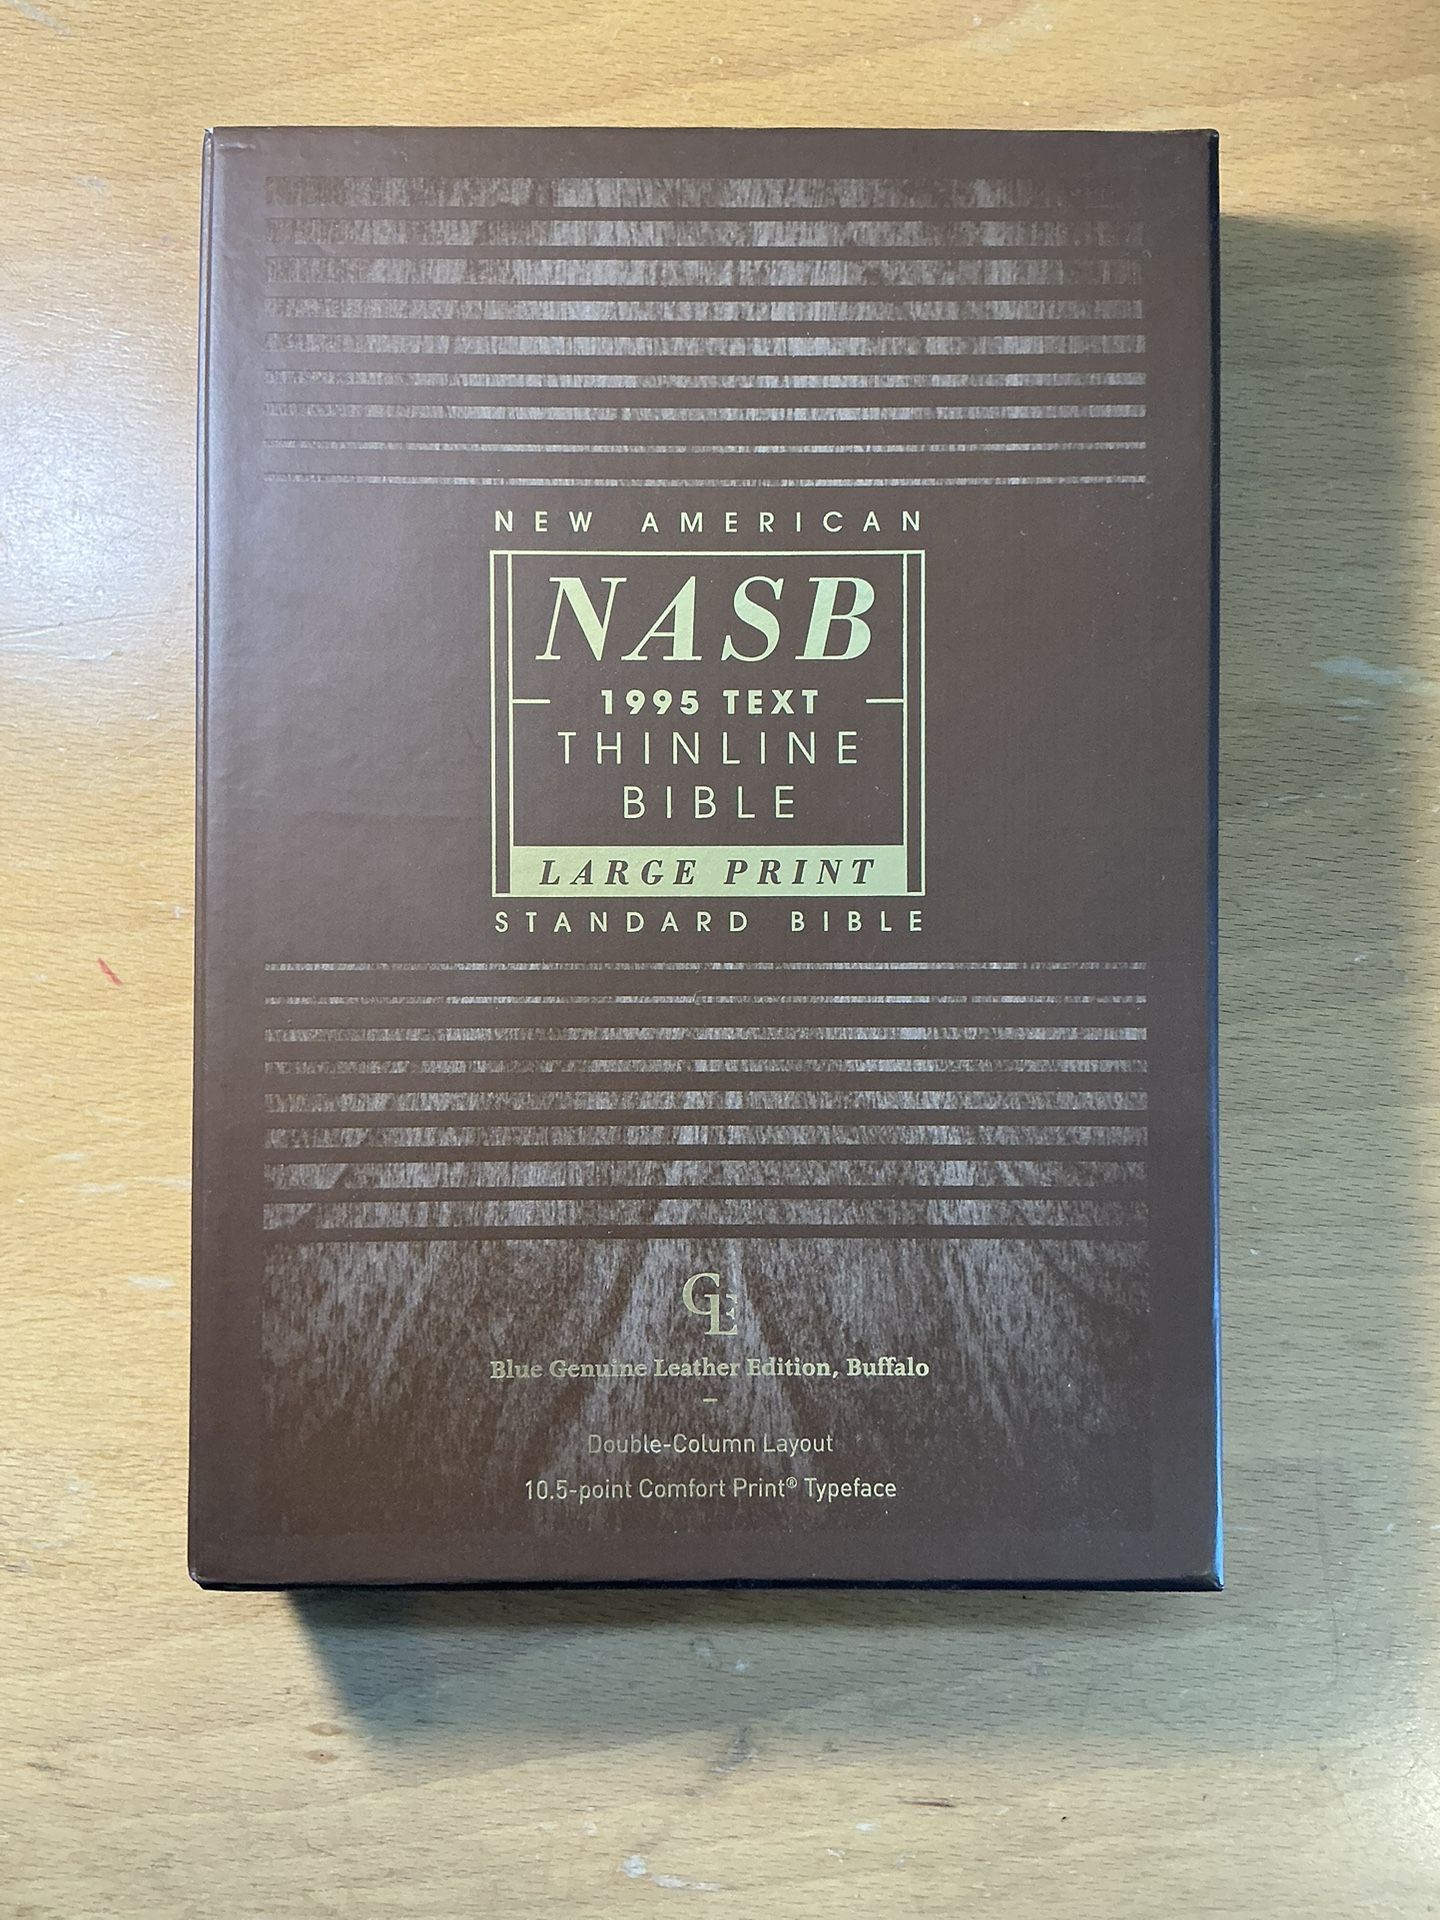 NEW AMERICAN
NASB
1995 TEXT
THINLINE
BIBLE
LARGE PRINT
STANDARD BIBLE
GLE
Blue Genuine Leather Edition, Buffalo
Double-Column Layout
10.5-point Comfort Print® Typeface